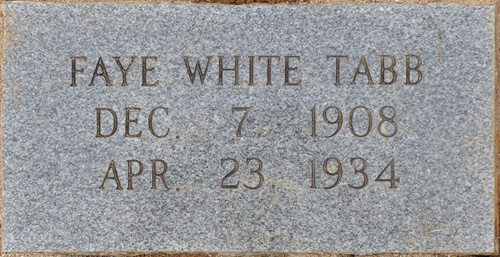 FAYE WHITE TABB
DEC. 7. 1908
APR. 23. 1934